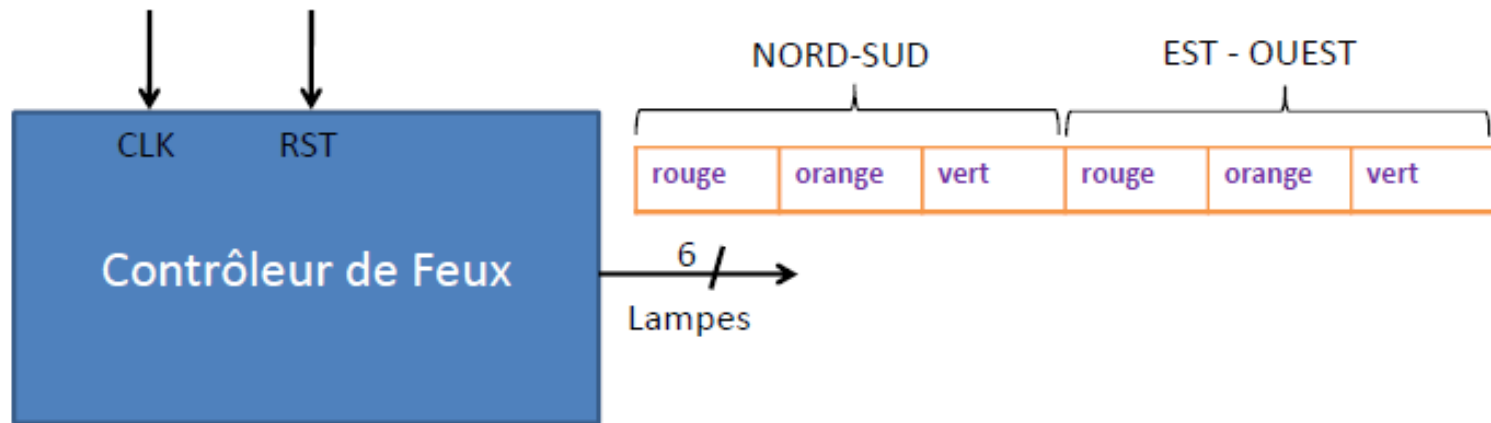 NORD-SUD EST - OUEST
CLK RST
rouge orange vert rouge orange vert
Contrôleur de Feux
6
Lampes